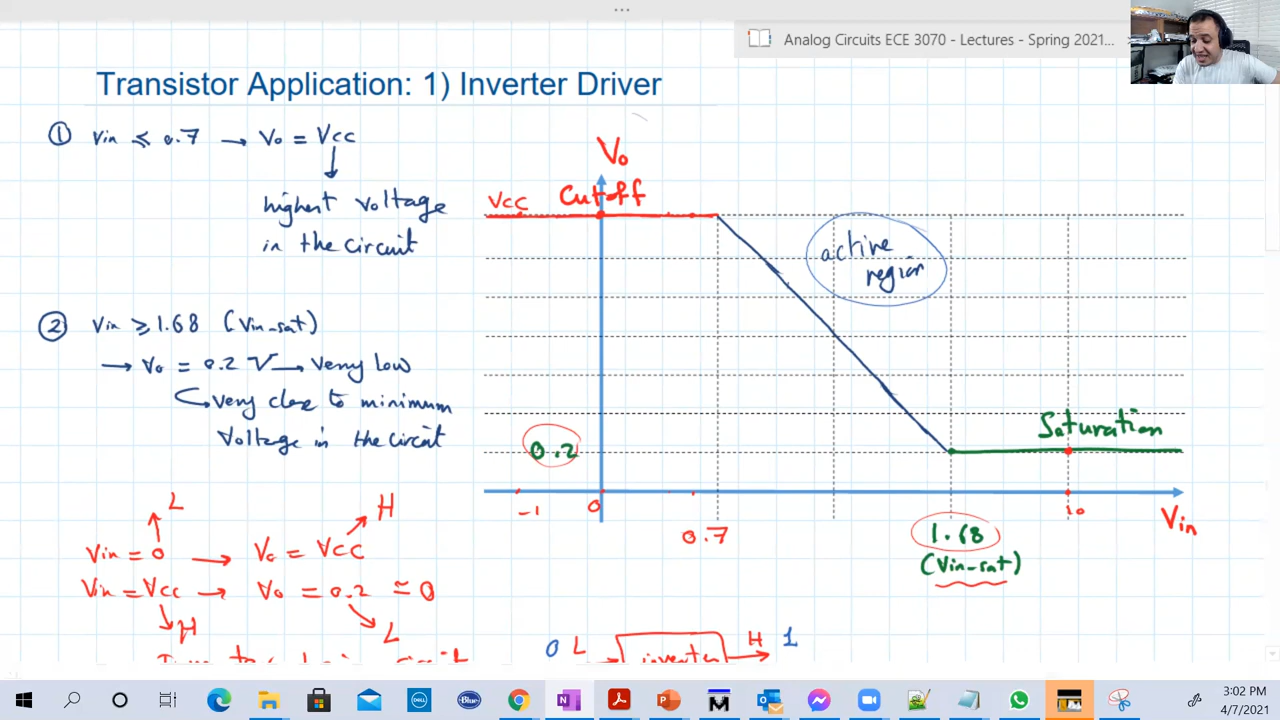 Analog Circuits ECE 3070 - Lectures - Spring 2021...
Transistor Application: 1) Inverter Driver
① Vin ≤ 0.7 → Vo = Vcc
highest voltage
in the circuit
② Vin ≥ 1.68 (Vin-sat)
→ Vo = 0.2 V → verry low
very close to minimum
voltage in the circuit
L
H
Vin = 0 → Vo = Vcc
Vin = Vcc → Vo = 0.2 ≃ 0
H
L
Vo
Vcc
Cutoff
active
region
0.2
Saturation
-1
0
0.7
1.68
(Vin-sat)
10
Vin
0 L
inverter
H 1
DELL
Blue
3:02 PM
4/7/2021